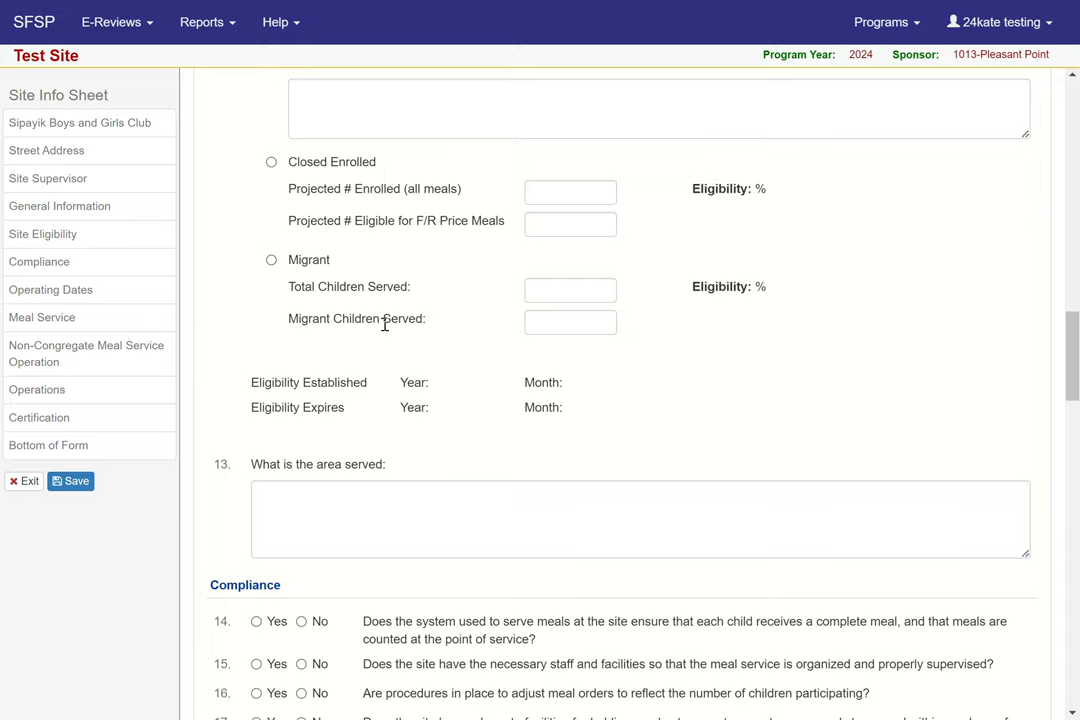 SFSP E-Reviews Reports Help Programs 24kate testing
Test Site Program Year: 2024 Sponsor: 1013-Pleasant Point
Site Info Sheet
Sipayik Boys and Girls Club
Street Address
Site Supervisor
General Information
Site Eligibility
Compliance
Operating Dates
Meal Service
Non-Congregate Meal Service
Operation
Operations
Certification
Bottom of Form
Exit Save
Closed Enrolled
Projected # Enrolled (all meals) Eligibility: %
Projected # Eligible for F/R Price Meals
Migrant
Total Children Served: Eligibility: %
Migrant Children Served:
Eligibility Established Year: Month:
Eligibility Expires Year: Month:
13. What is the area served:
Compliance
14. Yes No Does the system used to serve meals at the site ensure that each child receives a complete meal, and that meals are
counted at the point of service?
15. Yes No Does the site have the necessary staff and facilities so that the meal service is organized and properly supervised?
16. Yes No Are procedures in place to adjust meal orders to reflect the number of children participating?